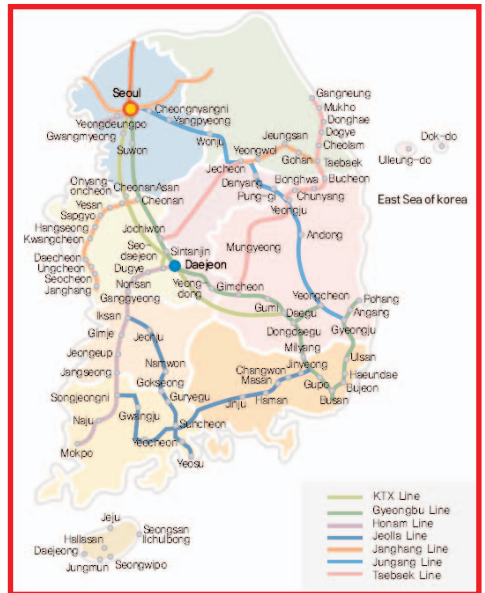 Seoul
Cheongnyangni
Yeongdeungpo
Yangpyeong
Gwangmyeong
Suwon
Wonju
Gangneung
Mukho
Donghae
Dogye
Cheolam
Jeungsan
Yeongwol
Gohan
Taebaek
Jecheon
Danyang
Bonghwa
Bucheon
Pung-gi
Chunyang
Yeongju
Dok-do
Ulleung-do
East Sea of korea
Onyang-
oncheon
CheonanAsan
Cheonan
Yesan
Sapgyo
Hangseong
Kwangcheon
Daecheon
Ungcheon
Seocheon
Janghang
Jochiwon
Seo-
daejeon
Sintanjin
Daejeon
Dugye
Nonsan
Ganggyeong
Yeong-
dong
Mungyeong
Andong
Gimcheon
Gumi
Yeongcheon
Daegu
Dongdaegu
Pohang
Angang
Gyeongju
Iksan
Gimje
Jeonju
Milyang
Jinyeong
Ulsan
Jeongeup
Namwon
Changwon
Masan
Haeundae
Jangseong
Gokseong
Gupo
Bujeon
Songjeongni
Guryegu
Jinju
Haman
Busan
Gwangju
Suncheon
Naju
Yeocheon
Mokpo
Yeosu
Jeju
Seongsan
Ilchulbong
Hallasan
Daejeong
Jungmun
Seongwipo
KTX Line
Gyeongbu Line
Honam Line
Jeolla Line
Janghang Line
Jungang Line
Taebaek Line